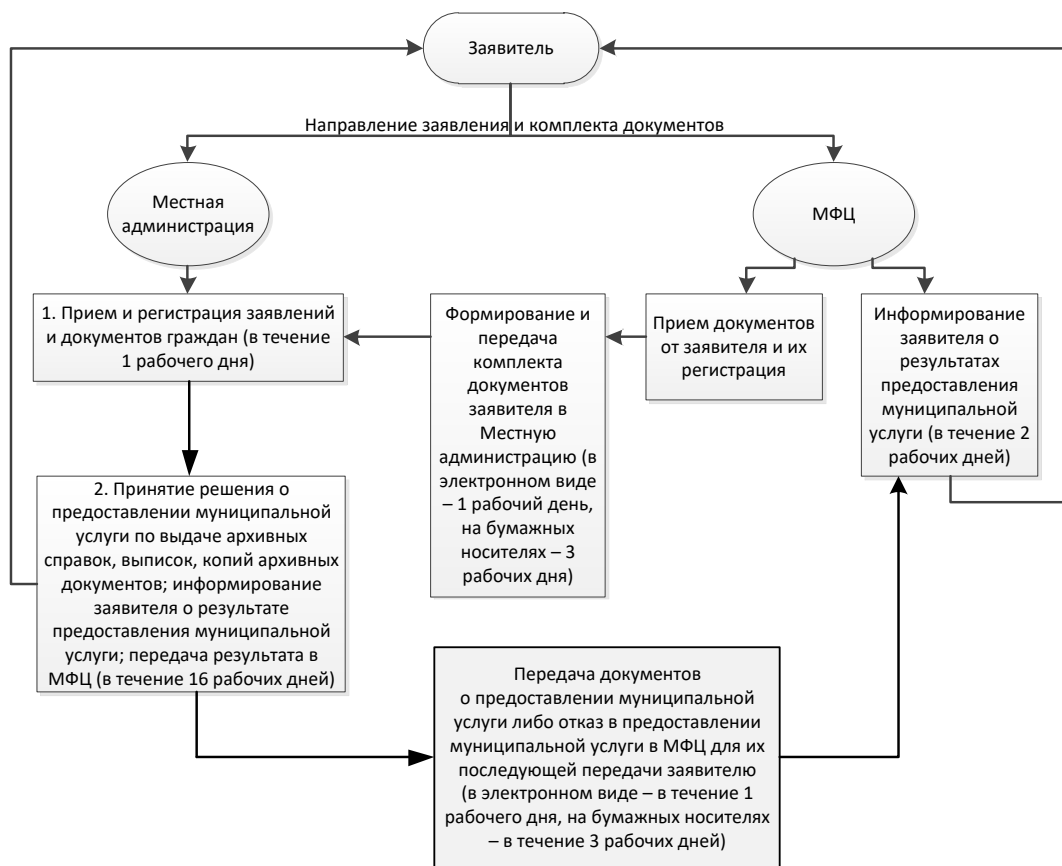 Заявитель
Направление заявления и комплекта документов
Местная
администрация
МФЦ
1. Прием и регистрация заявлений
и документов граждан (в течение
1 рабочего дня)
Формирование и
передача
комплекта
документов
заявителя в
Местную
администрацию (в
электронном виде
– 1 рабочий день,
на бумажных
носителях – 3
рабочих дня)
Прием документов
от заявителя и их
регистрация
Информирование
заявителя о
результатах
предоставления
муниципальной
услуги (в течение 2
рабочих дней)
2. Принятие решения о
предоставлении муниципальной
услуги по выдаче архивных
справок, выписок, копий архивных
документов; информирование
заявителя о результате
предоставления муниципальной
услуги; передача результата в
МФЦ (в течение 16 рабочих дней)
Передача документов
о предоставлении муниципальной
услуги либо отказ в предоставлении
муниципальной услуги в МФЦ для их
последующей передачи заявителю
(в электронном виде – в течение 1
рабочего дня, на бумажных носителях
– в течение 3 рабочих дней)